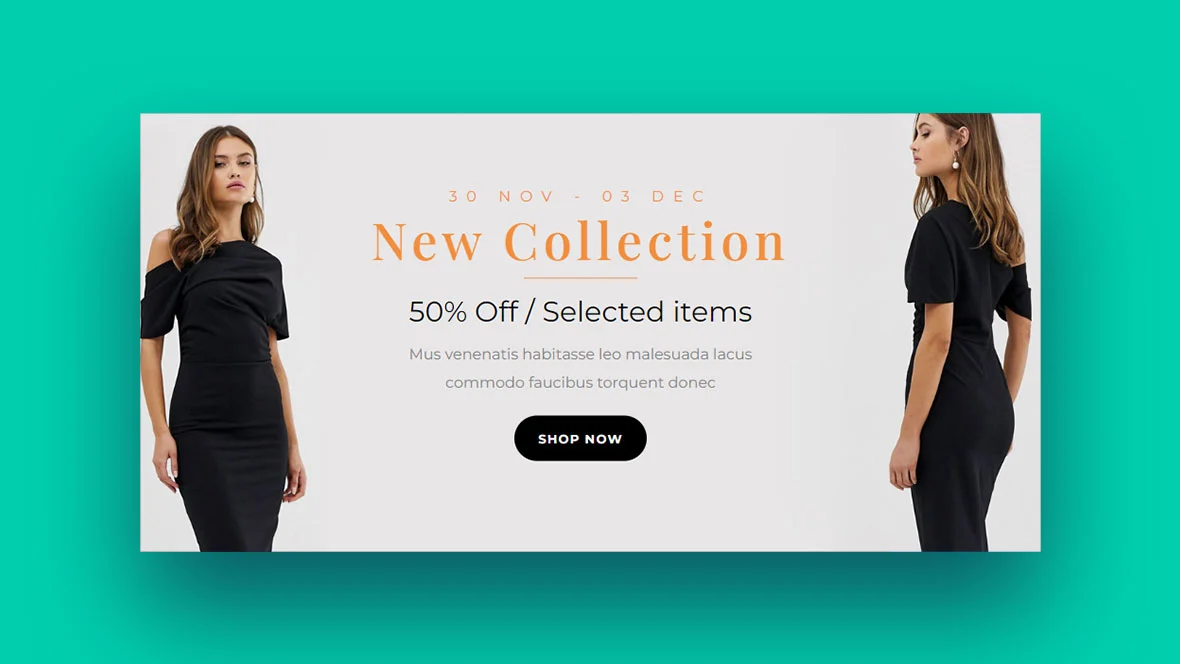 30 NOV - 03 DEC
New Collection
50% Off / Selected items
Mus venenatis habitasse leo malesuada lacus
commodo faucibus torquent donec
SHOP NOW